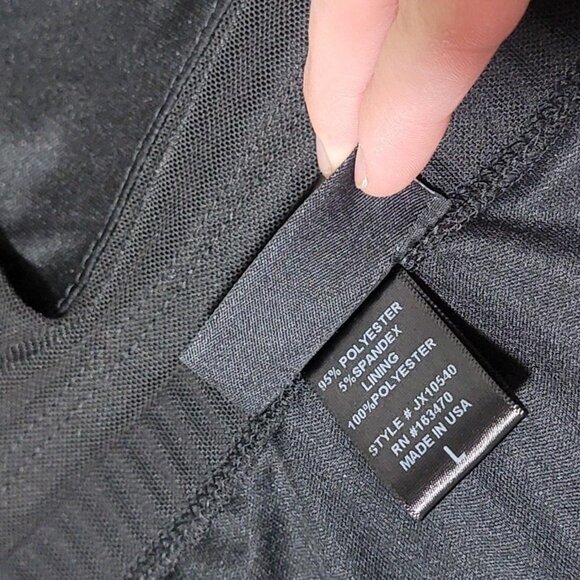 95% POLYESTER
5%SPANDEX
LINING
100%POLYESTER
STYLE # JX10540
RN #163470
MADE IN USA
L